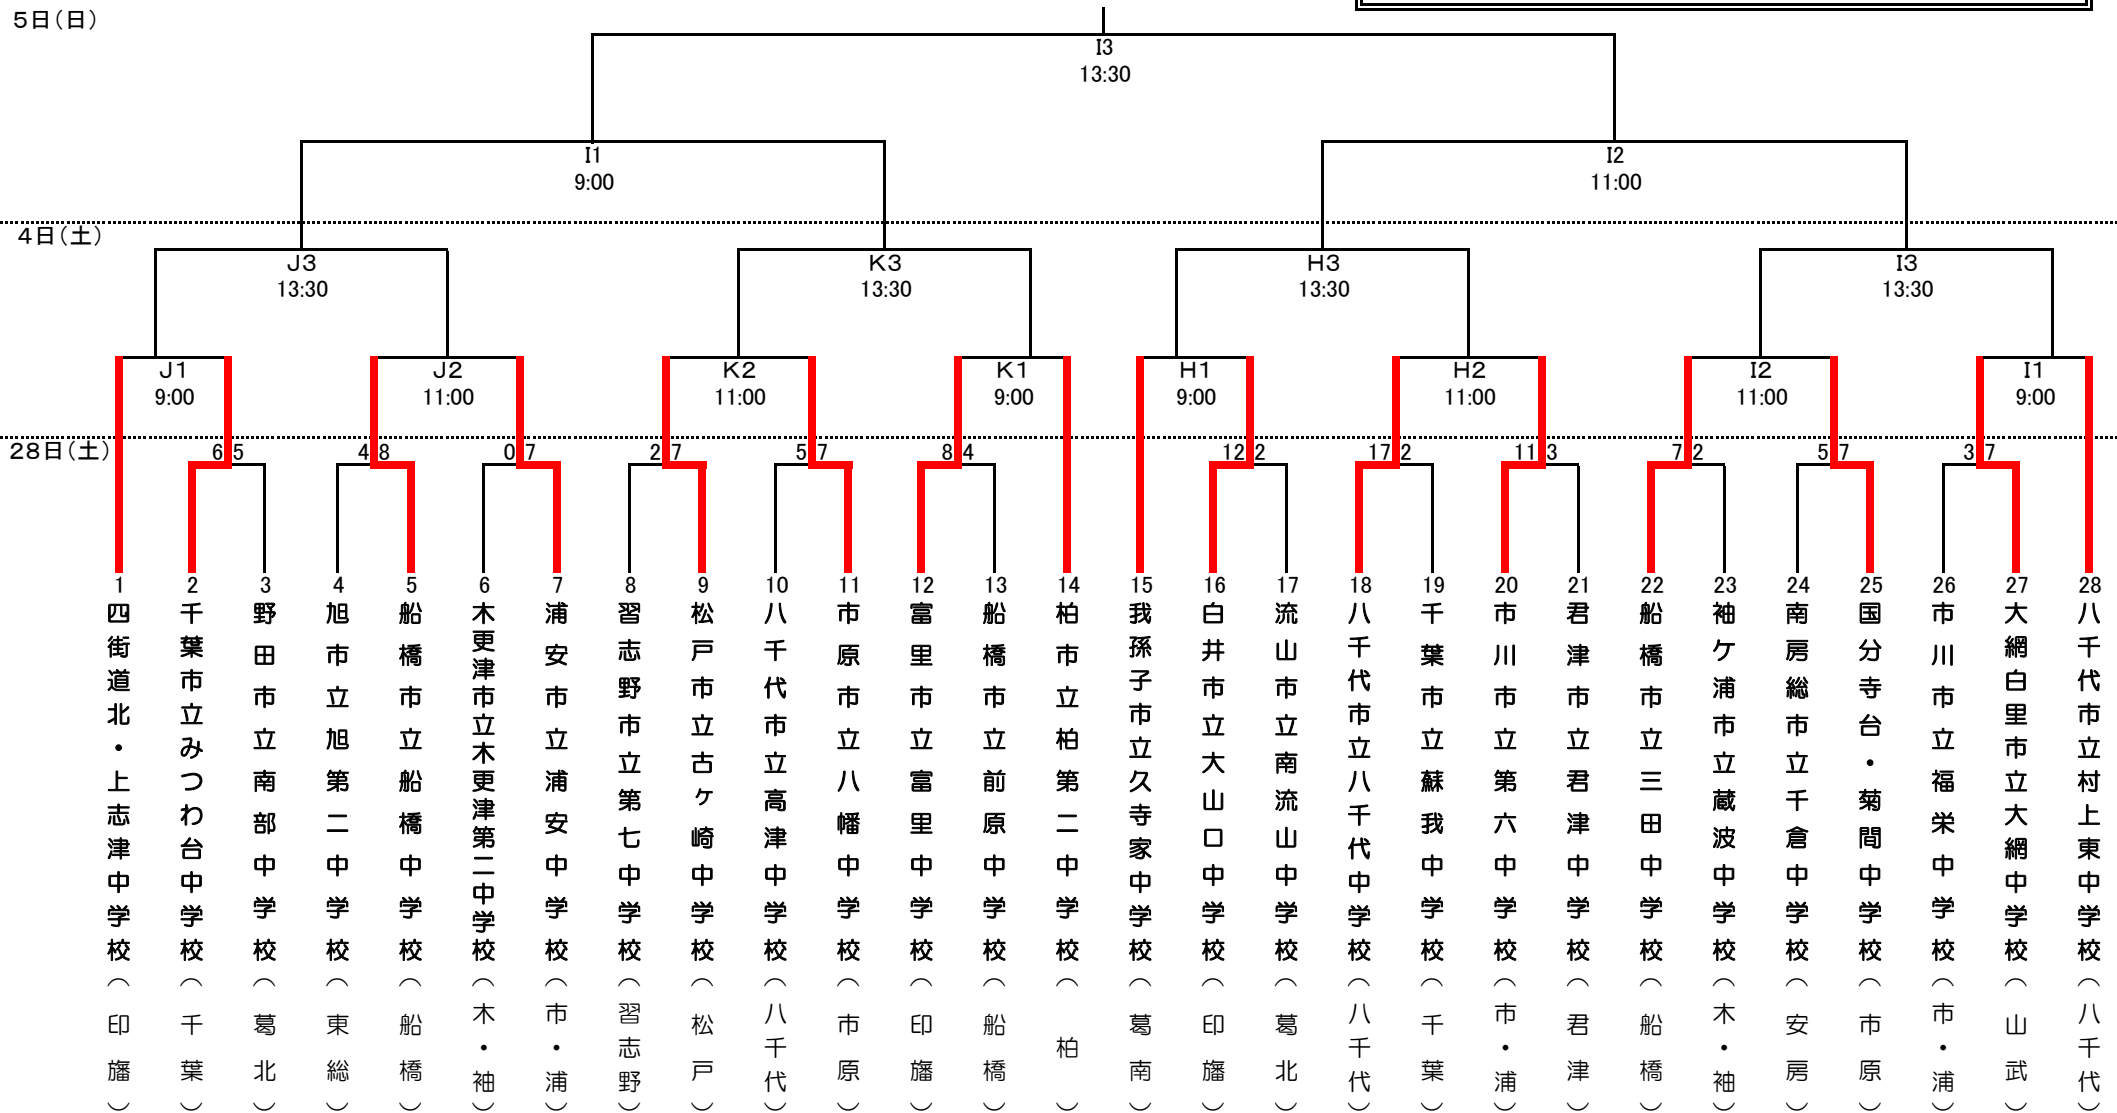 5日(日)
I3
13:30
I1
9:00
I2
11:00
4日(土)
J3
13:30
K3
13:30
H3
13:30
I3
13:30
J1
9:00
J2
11:00
K2
11:00
K1
9:00
H1
9:00
H2
11:00
I2
11:00
I1
9:00
28日(土)
6 5
4 8
0 7
2 7
5 7
8 4
12 2
17 2
11 3
7 2
5 7
3 7
1 四街道北・上志津中学校(印旛)
2 千葉市立みつわ台中学校(千葉)
3 野田市立南部中学校(葛北)
4 旭市立旭第二中学校(東総)
5 船橋市立船橋中学校(船橋)
6 木更津市立木更津第二中学校(木・袖)
7 浦安市立浦安中学校(市・浦)
8 習志野市立第七中学校(習志野)
9 松戸市立古ヶ崎中学校(松戸)
10 八千代市立高津中学校(八千代)
11 市原市立八幡中学校(市原)
12 富里市立富里中学校(印旛)
13 船橋市立前原中学校(船橋)
14 柏市立柏第二中学校(柏)
15 我孫子市立久寺家中学校(葛南)
16 白井市立大山口中学校(印旛)
17 流山市立南流山中学校(葛北)
18 八千代市立八千代中学校(八千代)
19 千葉市立蘇我中学校(千葉)
20 市川市立第六中学校(市・浦)
21 君津市立君津中学校(君津)
22 船橋市立三田中学校(船橋)
23 袖ケ浦市立蔵波中学校(木・袖)
24 南房総市立千倉中学校(安房)
25 国分寺台・菊間中学校(市原)
26 市川市立福栄中学校(市・浦)
27 大網白里市立大網中学校(山武)
28 八千代市立村上東中学校(八千代)